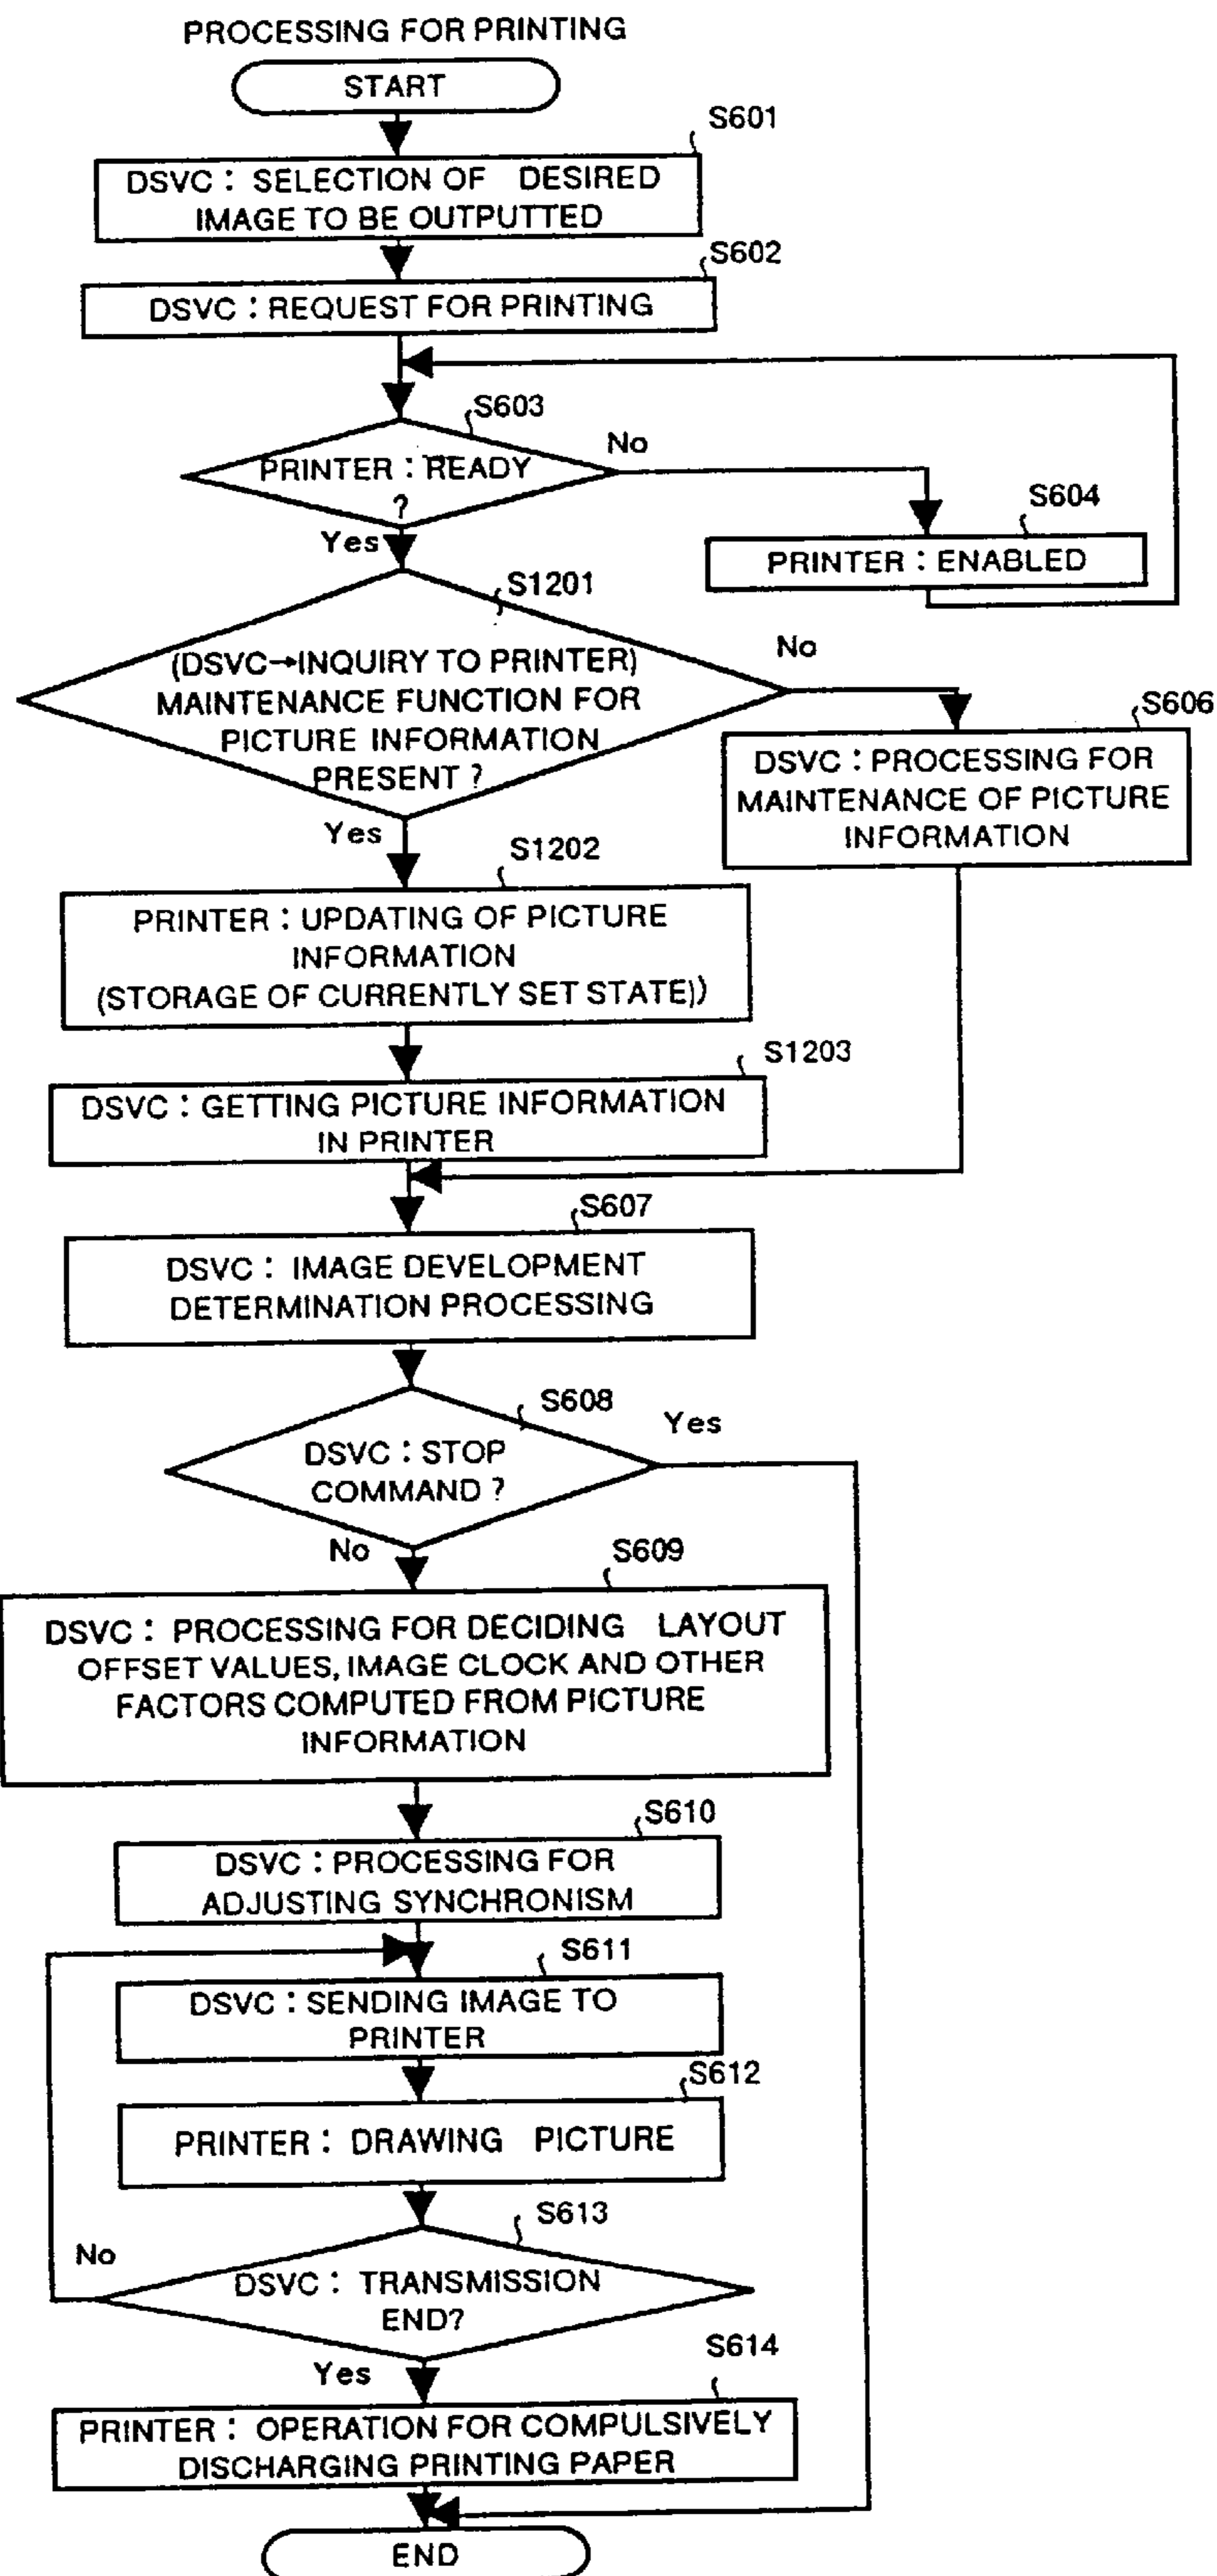 PROCESSING FOR PRINTING
START
S601
DSVC : SELECTION OF DESIRED
IMAGE TO BE OUTPUTTED
S602
DSVC : REQUEST FOR PRINTING
S603
PRINTER : READY
?
No
Yes
S604
PRINTER : ENABLED
S1201
(DSVC→INQUIRY TO PRINTER)
MAINTENANCE FUNCTION FOR
PICTURE INFORMATION
PRESENT ?
No
Yes
S606
DSVC : PROCESSING FOR
MAINTENANCE OF PICTURE
INFORMATION
S1202
PRINTER : UPDATING OF PICTURE
INFORMATION
(STORAGE OF CURRENTLY SET STATE))
S1203
DSVC : GETTING PICTURE INFORMATION
IN PRINTER
S607
DSVC : IMAGE DEVELOPMENT
DETERMINATION PROCESSING
S608
DSVC : STOP
COMMAND ?
Yes
No
S609
DSVC : PROCESSING FOR DECIDING LAYOUT
OFFSET VALUES, IMAGE CLOCK AND OTHER
FACTORS COMPUTED FROM PICTURE
INFORMATION
S610
DSVC : PROCESSING FOR
ADJUSTING SYNCHRONISM
S611
DSVC : SENDING IMAGE TO
PRINTER
S612
PRINTER : DRAWING PICTURE
S613
DSVC : TRANSMISSION
END?
No
Yes
S614
PRINTER : OPERATION FOR COMPULSIVELY
DISCHARGING PRINTING PAPER
END